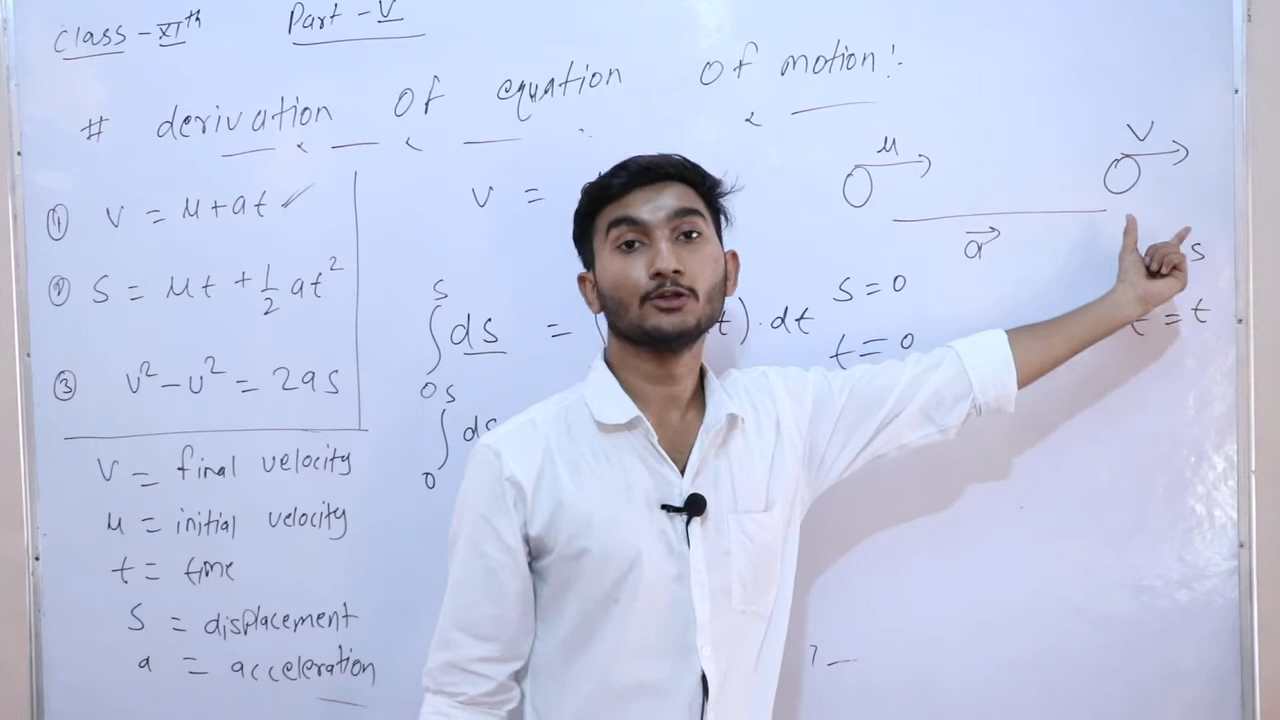 Class - XIth Part - V
# derivation of equation of motion :-
① v = u + at ✓
② S = ut + 1/2 at²
③ v² - u² = 2as
v = final velocity
u = initial velocity
t = time
S = displacement
a = acceleration
v =
∫₀ˢ ds = ( t) · dt
∫₀ˢ ds
u
v
a⃗
S = 0
t = 0
s
t = t